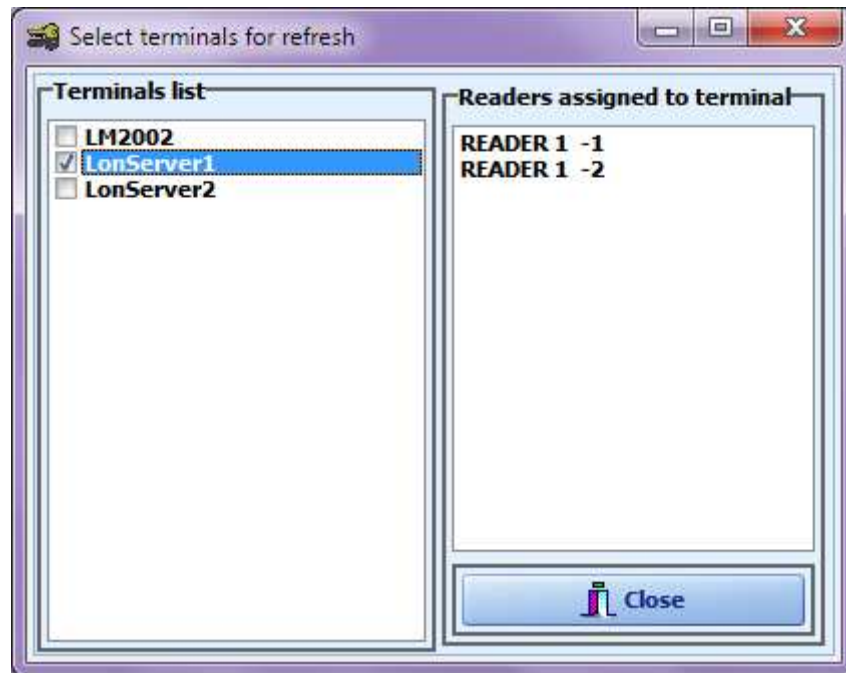 Select terminals for refresh
Terminals list
LM2002
LonServer1
LonServer2
Readers assigned to terminal
READER 1 -1
READER 1 -2
Close